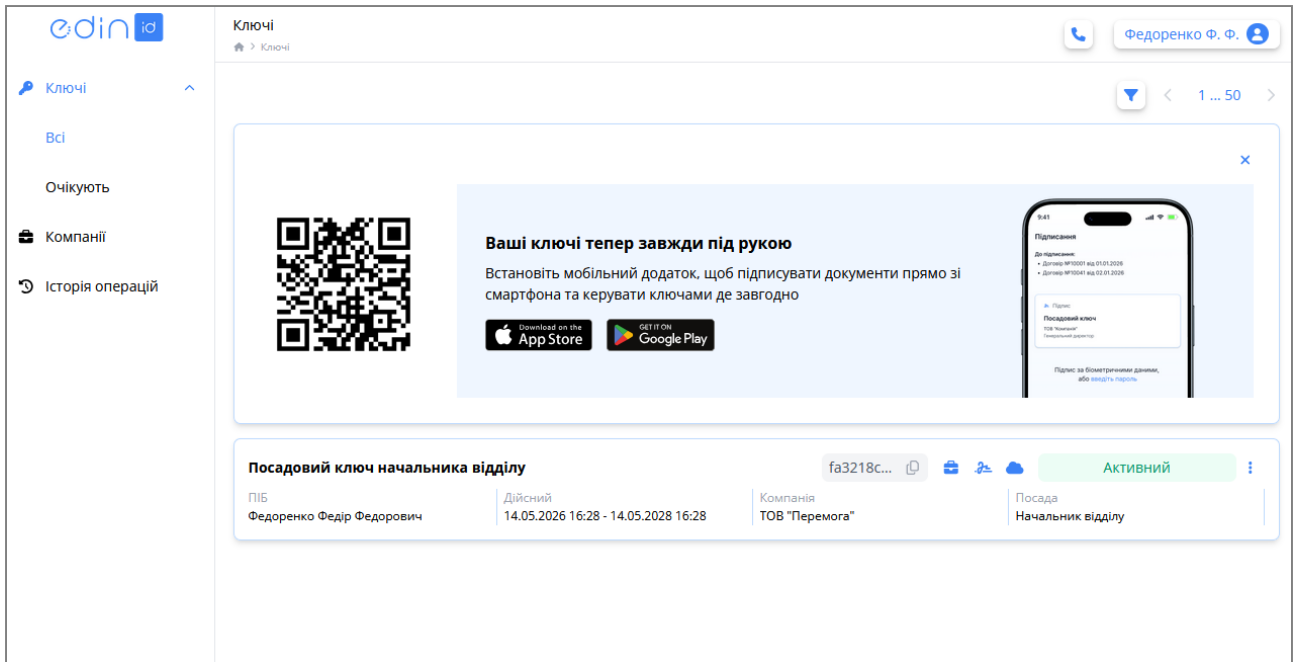 edin id
Ключі
Ключі
Федоренко Ф. Ф.
Ключі
Всі
Очікують
Компанії
Історія операцій
1 ... 50
Ваші ключі тепер завжди під рукою
Встановіть мобільний додаток, щоб підписувати документи прямо зі
смартфона та керувати ключами де завгодно
Download on the
App Store
GET IT ON
Google Play
9:41
Підписання
До підписання:
• Договір №10001 від 01.01.2026
• Договір №10041 від 02.01.2026
Підпис
Посадовий ключ
ТОВ "Компанія"
Генеральний директор
Підпис за біометричними даними,
або введіть пароль
Посадовий ключ начальника відділу
fa3218c...
Активний
ПІБ
Федоренко Федір Федорович
Дійсний
14.05.2026 16:28 - 14.05.2028 16:28
Компанія
ТОВ "Перемога"
Посада
Начальник відділу